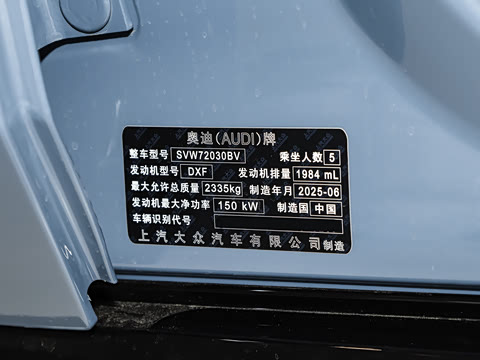 奥迪(AUDI)牌
整车型号 SVW72030BV 乘坐人数 5
发动机型号 DXF 发动机排量 1984 mL
最大允许总质量 2335kg 制造年月 2025-06
发动机最大净功率 150 kW 制造国 中国
车辆识别代号
上汽大众汽车有限公司制造